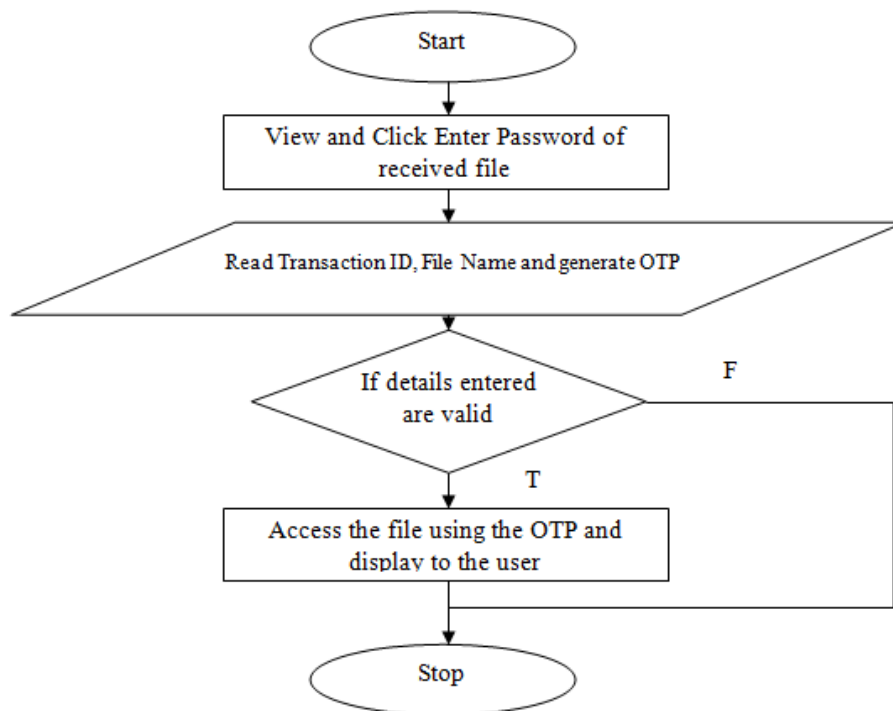 Start
View and Click Enter Password of
received file
Read Transaction ID, File Name and generate OTP
If details entered
are valid
F
T
Access the file using the OTP and
display to the user
Stop